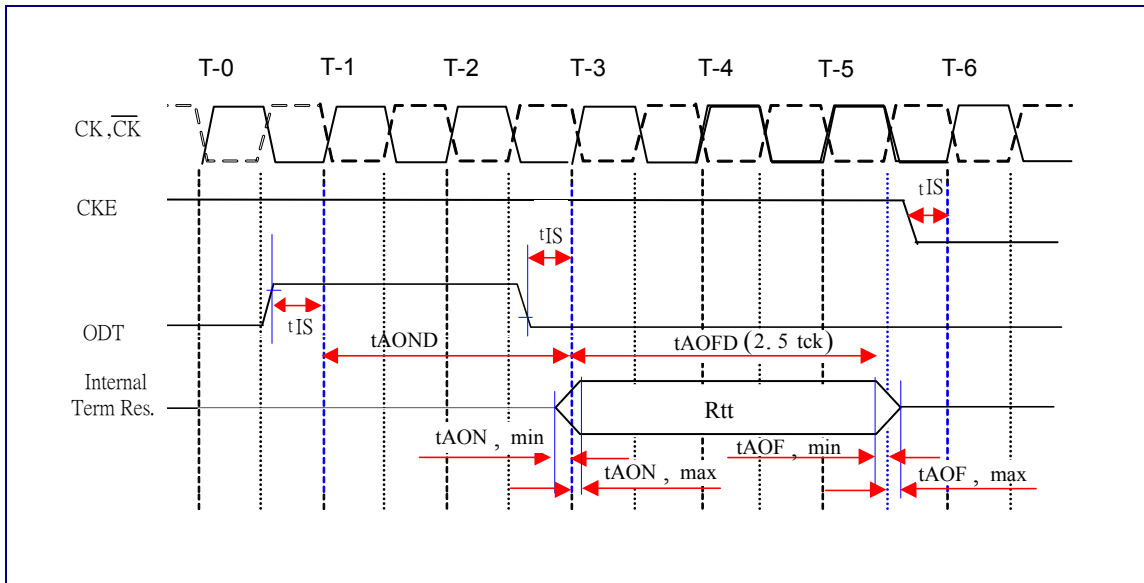 T-0 T-1 T-2 T-3 T-4 T-5 T-6
CK,C̅K̅
tIS
CKE
tIS
tIS
ODT
tAOND tAOFD (2. 5 tck)
Internal
Term Res.
Rtt
tAON , min tAOF , min
tAON , max tAOF , max